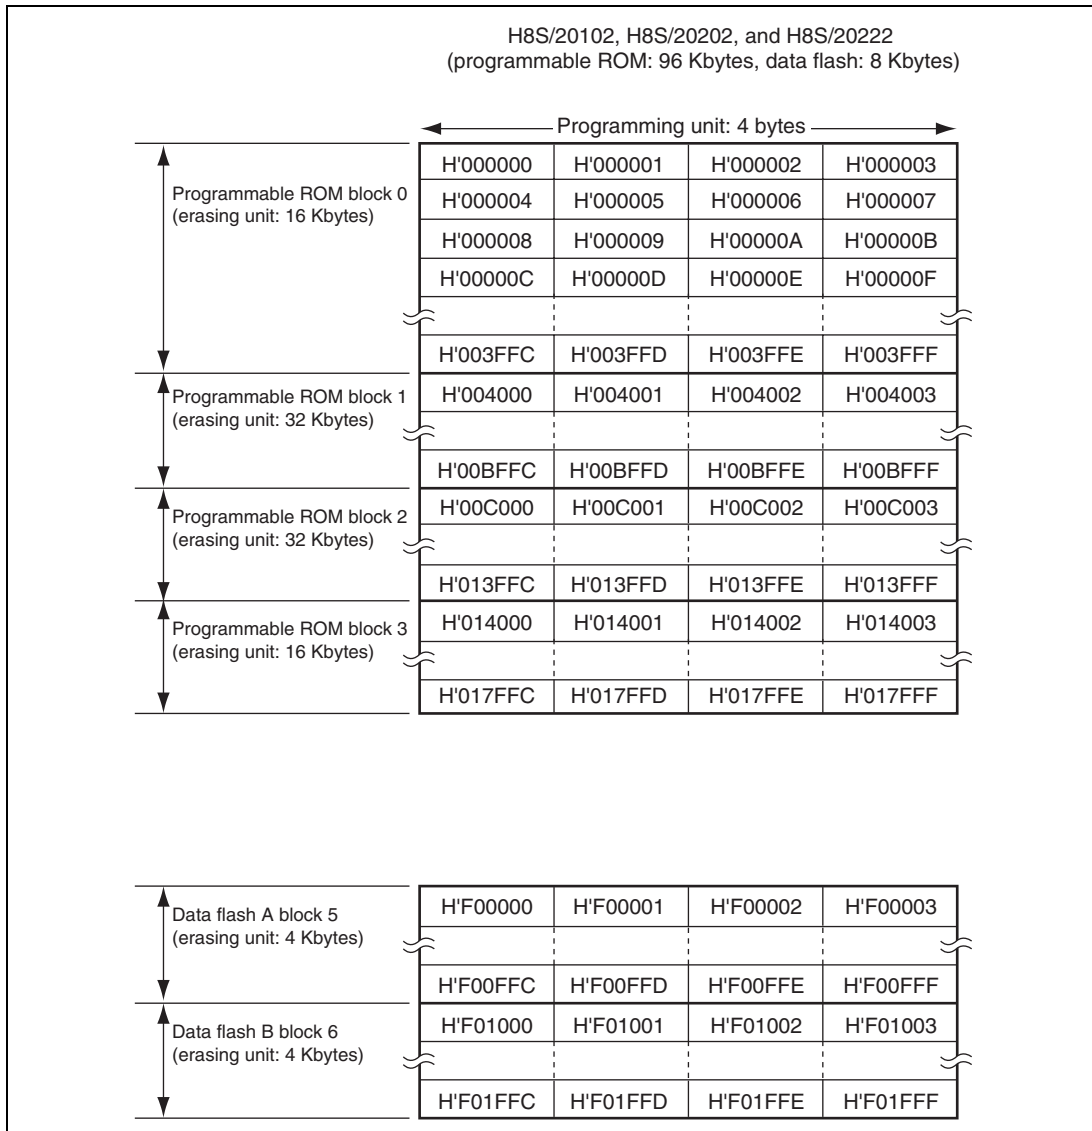 H8S/20102, H8S/20202, and H8S/20222
(programmable ROM: 96 Kbytes, data flash: 8 Kbytes)
Programming unit: 4 bytes
Programmable ROM block 0
(erasing unit: 16 Kbytes)
H'000000 H'000001 H'000002 H'000003
H'000004 H'000005 H'000006 H'000007
H'000008 H'000009 H'00000A H'00000B
H'00000C H'00000D H'00000E H'00000F
H'003FFC H'003FFD H'003FFE H'003FFF
Programmable ROM block 1
(erasing unit: 32 Kbytes)
H'004000 H'004001 H'004002 H'004003
H'00BFFC H'00BFFD H'00BFFE H'00BFFF
Programmable ROM block 2
(erasing unit: 32 Kbytes)
H'00C000 H'00C001 H'00C002 H'00C003
H'013FFC H'013FFD H'013FFE H'013FFF
Programmable ROM block 3
(erasing unit: 16 Kbytes)
H'014000 H'014001 H'014002 H'014003
H'017FFC H'017FFD H'017FFE H'017FFF
Data flash A block 5
(erasing unit: 4 Kbytes)
H'F00000 H'F00001 H'F00002 H'F00003
H'F00FFC H'F00FFD H'F00FFE H'F00FFF
Data flash B block 6
(erasing unit: 4 Kbytes)
H'F01000 H'F01001 H'F01002 H'F01003
H'F01FFC H'F01FFD H'F01FFE H'F01FFF